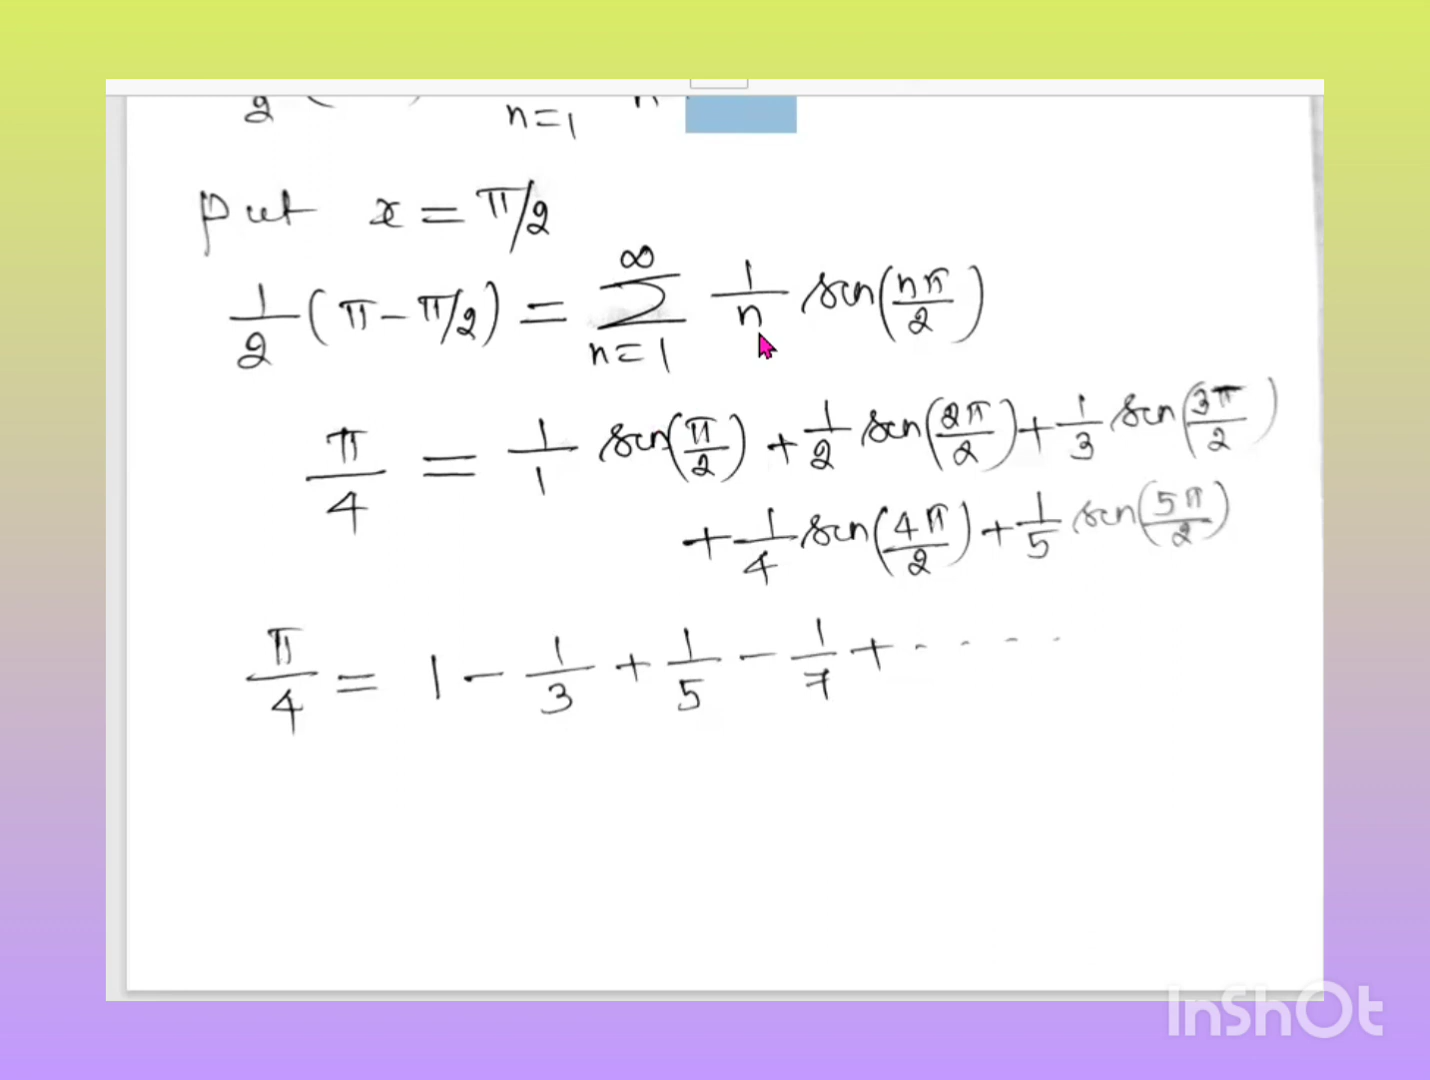 2 n=1 n
put x = π/2
1/2 (π - π/2) = ∑_{n=1}^{∞} 1/n sin(nπ/2)
π/4 = 1/1 sin(π/2) + 1/2 sin(2π/2) + 1/3 sin(3π/2)
+ 1/4 sin(4π/2) + 1/5 sin(5π/2)
π/4 = 1 - 1/3 + 1/5 - 1/7 + .....
InShOt